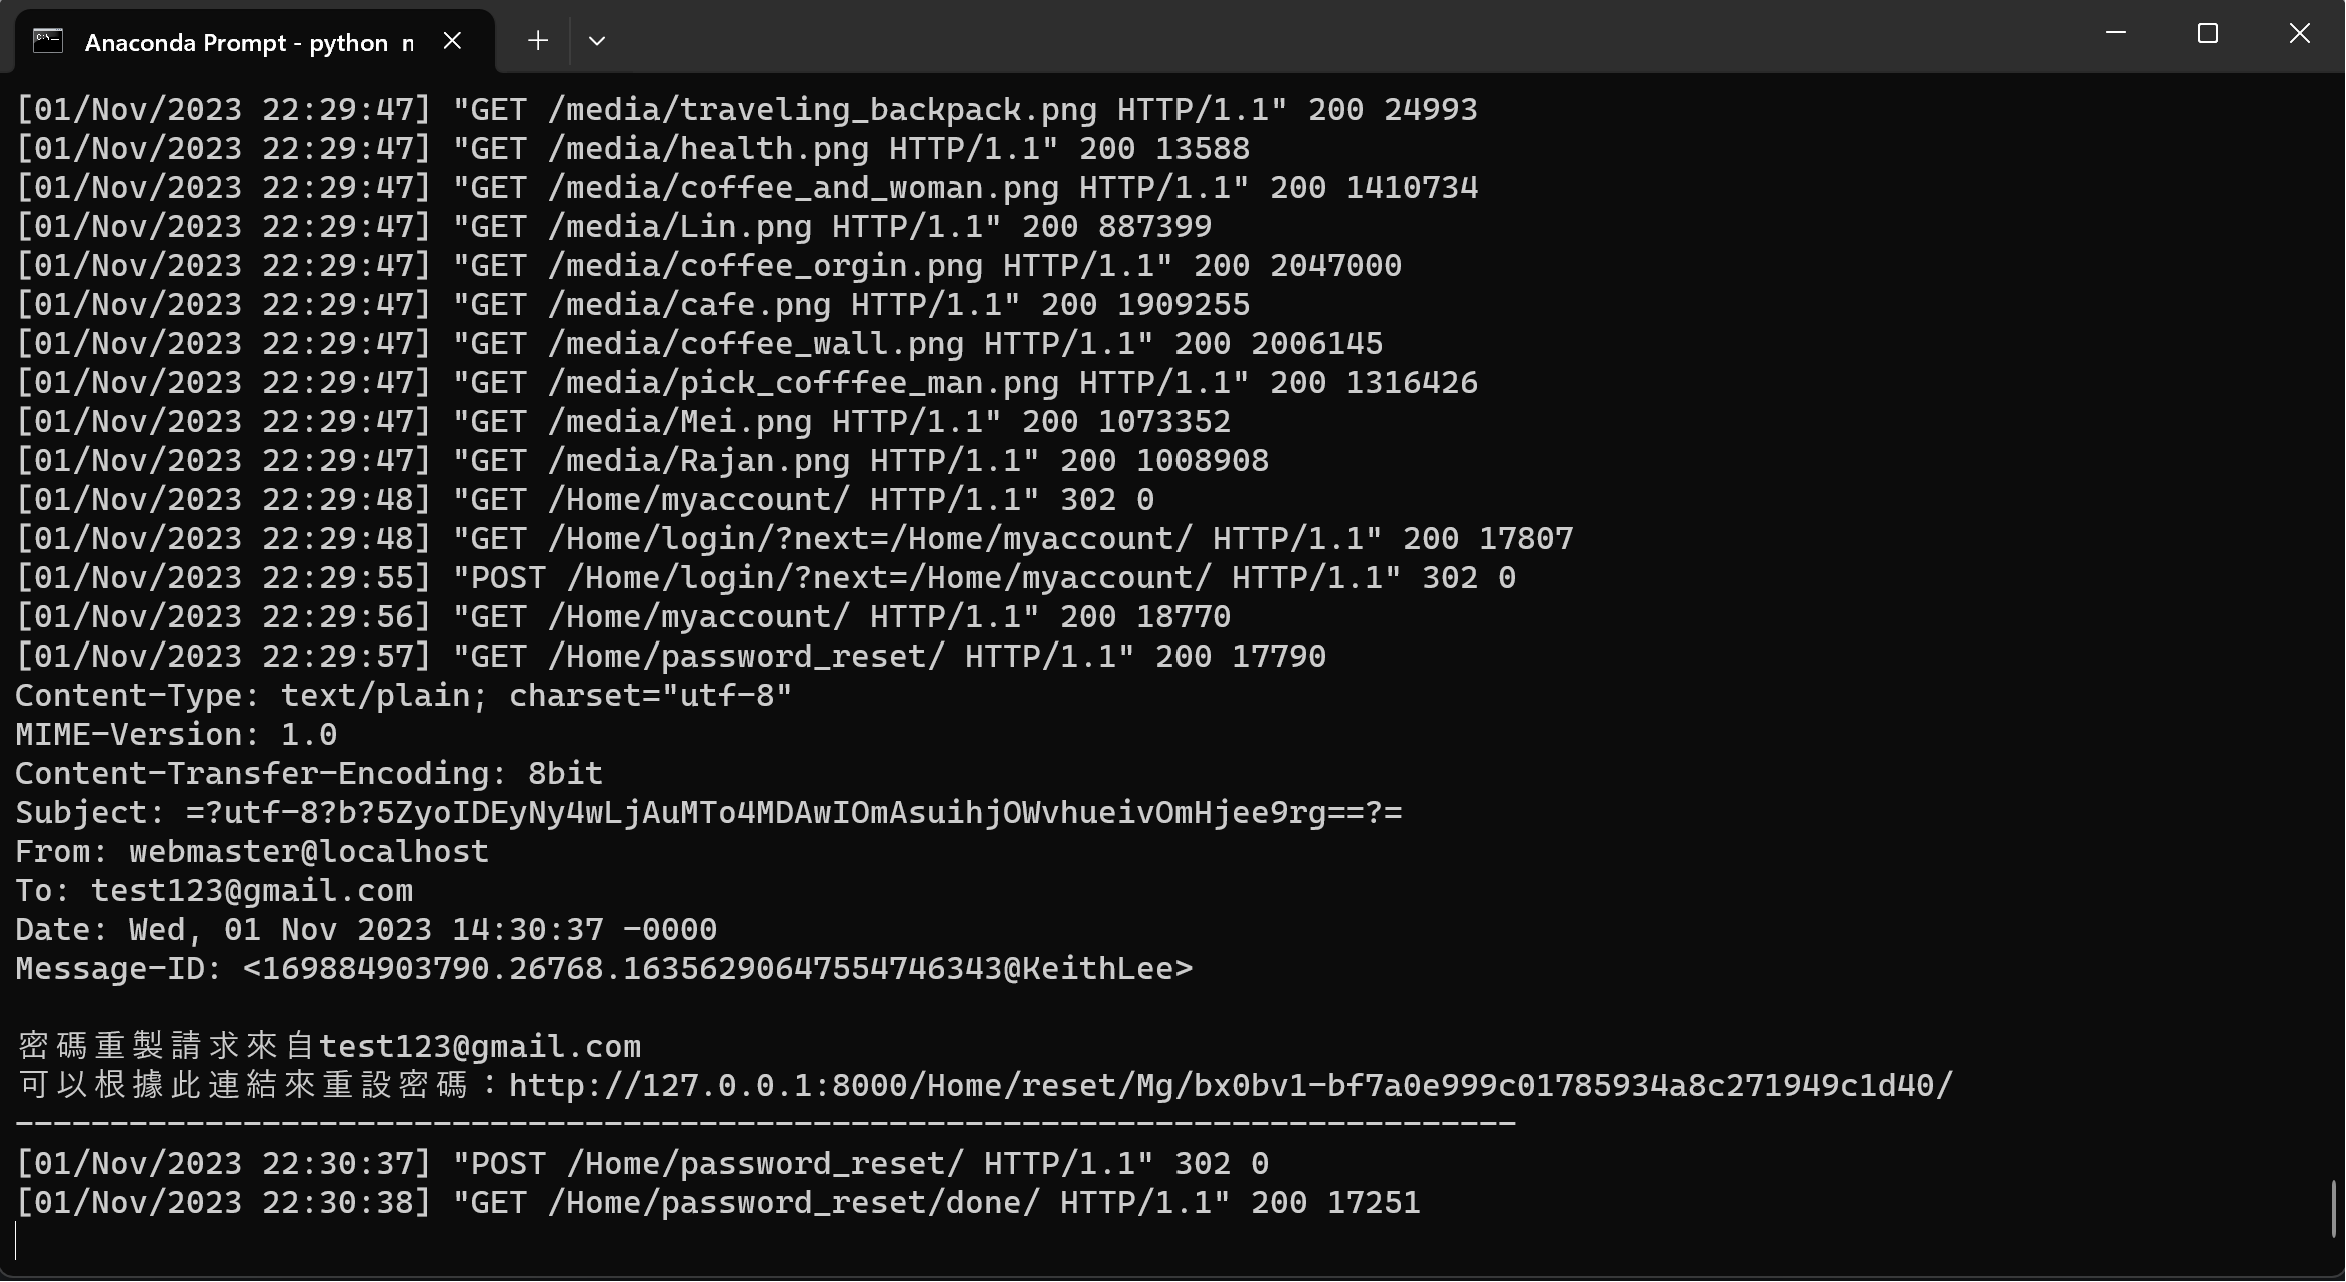 Anaconda Prompt - python n
[01/Nov/2023 22:29:47] "GET /media/traveling_backpack.png HTTP/1.1" 200 24993
[01/Nov/2023 22:29:47] "GET /media/health.png HTTP/1.1" 200 13588
[01/Nov/2023 22:29:47] "GET /media/coffee_and_woman.png HTTP/1.1" 200 1410734
[01/Nov/2023 22:29:47] "GET /media/Lin.png HTTP/1.1" 200 887399
[01/Nov/2023 22:29:47] "GET /media/coffee_orgin.png HTTP/1.1" 200 2047000
[01/Nov/2023 22:29:47] "GET /media/cafe.png HTTP/1.1" 200 1909255
[01/Nov/2023 22:29:47] "GET /media/coffee_wall.png HTTP/1.1" 200 2006145
[01/Nov/2023 22:29:47] "GET /media/pick_cofffee_man.png HTTP/1.1" 200 1316426
[01/Nov/2023 22:29:47] "GET /media/Mei.png HTTP/1.1" 200 1073352
[01/Nov/2023 22:29:47] "GET /media/Rajan.png HTTP/1.1" 200 1008908
[01/Nov/2023 22:29:48] "GET /Home/myaccount/ HTTP/1.1" 302 0
[01/Nov/2023 22:29:48] "GET /Home/login/?next=/Home/myaccount/ HTTP/1.1" 200 17807
[01/Nov/2023 22:29:55] "POST /Home/login/?next=/Home/myaccount/ HTTP/1.1" 302 0
[01/Nov/2023 22:29:56] "GET /Home/myaccount/ HTTP/1.1" 200 18770
[01/Nov/2023 22:29:57] "GET /Home/password_reset/ HTTP/1.1" 200 17790
Content-Type: text/plain; charset="utf-8"
MIME-Version: 1.0
Content-Transfer-Encoding: 8bit
Subject: =?utf-8?b?5ZyoIDEyNy4wLjAuMTo4MDAwIOmAsuihjOWvhueivOmHjee9rg==?=
From: webmaster@localhost
To: test123@gmail.com
Date: Wed, 01 Nov 2023 14:30:37 -0000
Message-ID: <169884903790.26768.16356290647554746343@KeithLee>
密碼重製請求來自test123@gmail.com
可以根據此連結來重設密碼：http://127.0.0.1:8000/Home/reset/Mg/bx0bv1-bf7a0e999c01785934a8c271949c1d40/
-------------------------------------------------------------------------------
[01/Nov/2023 22:30:37] "POST /Home/password_reset/ HTTP/1.1" 302 0
[01/Nov/2023 22:30:38] "GET /Home/password_reset/done/ HTTP/1.1" 200 17251